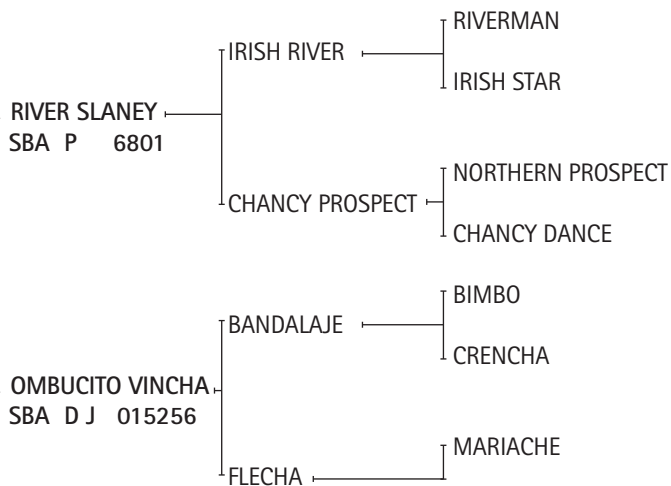 RIVERMAN
IRISH RIVER
IRISH STAR
RIVER SLANEY
SBA P 6801
NORTHERN PROSPECT
CHANCY PROSPECT
CHANCY DANCE
BIMBO
BANDALAJE
CRENCHA
OMBUCITO VINCHA
SBA D J 015256
MARIACHE
FLECHA